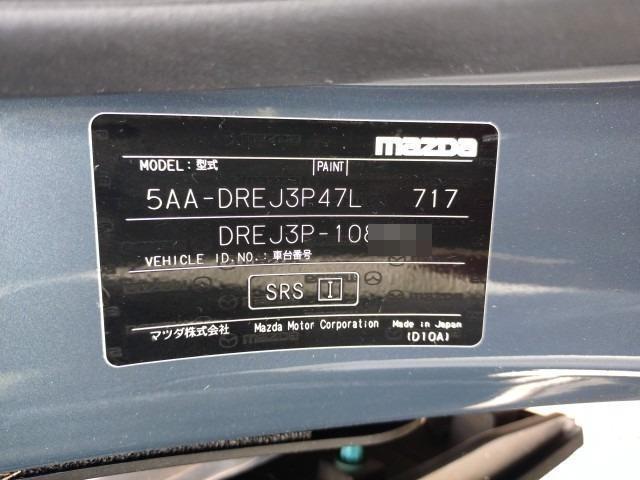 mazda
MODEL:型式 PAINT
5AA-DREJ3P47L 717
DREJ3P-108
VEHICLE ID.NO.:車台番号
SRS I
マツダ株式会社 Mazda Motor Corporation Made in Japan
(D10A)